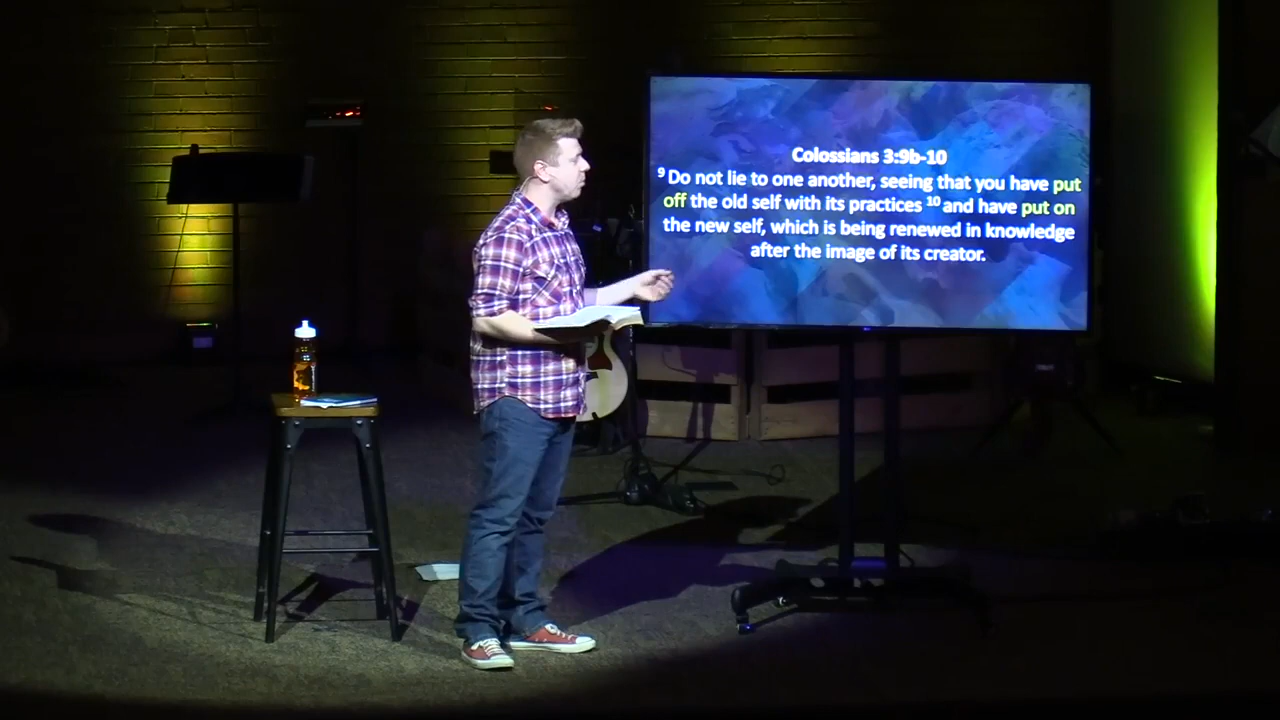 Colossians 3:9b-10
9 Do not lie to one another, seeing that you have put
off the old self with its practices 10 and have put on
the new self, which is being renewed in knowledge
after the image of its creator.